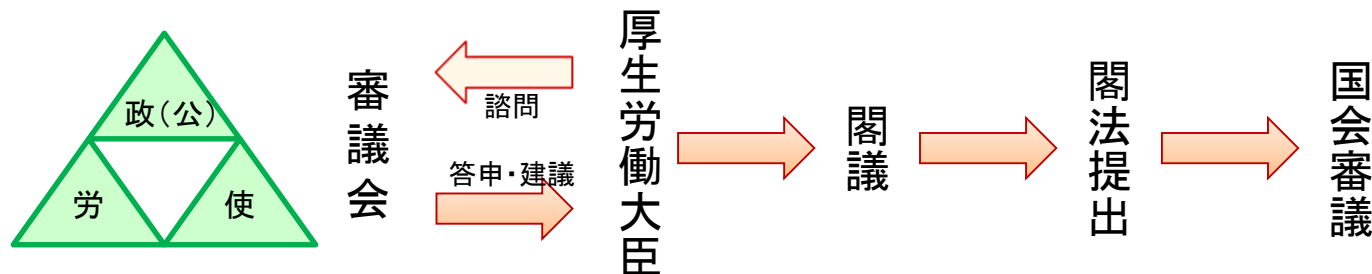 政(公)
労
使
審議会
諮問
答申・建議
厚生労働大臣
閣議
閣法提出
国会審議